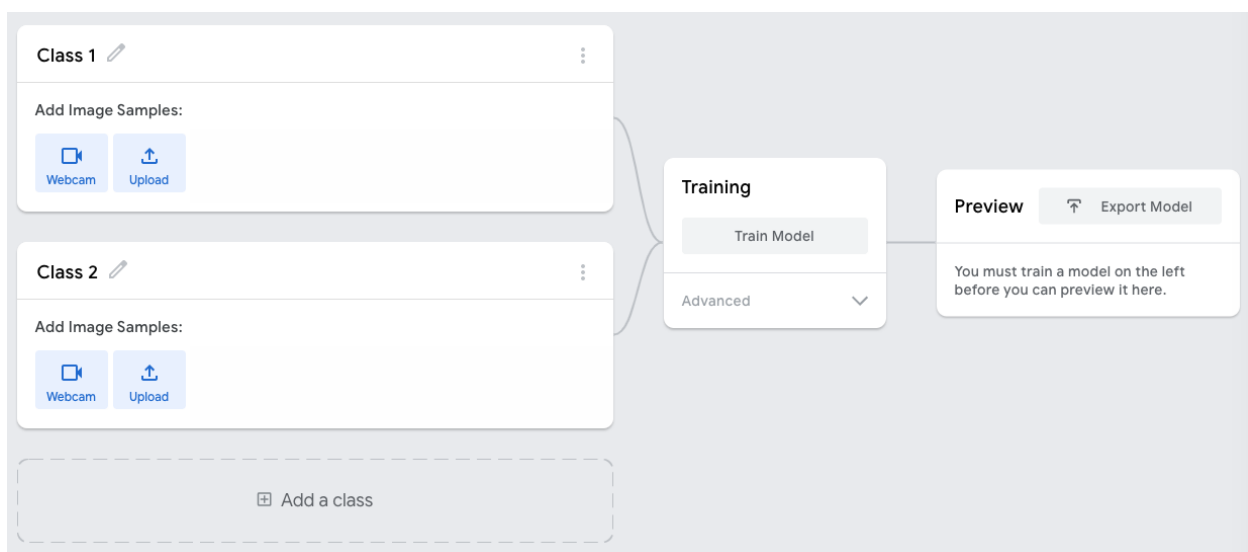 Class 1
Add Image Samples:
Webcam
Upload
Class 2
Add Image Samples:
Webcam
Upload
Add a class
Training
Train Model
Advanced
Preview
Export Model
You must train a model on the left
before you can preview it here.